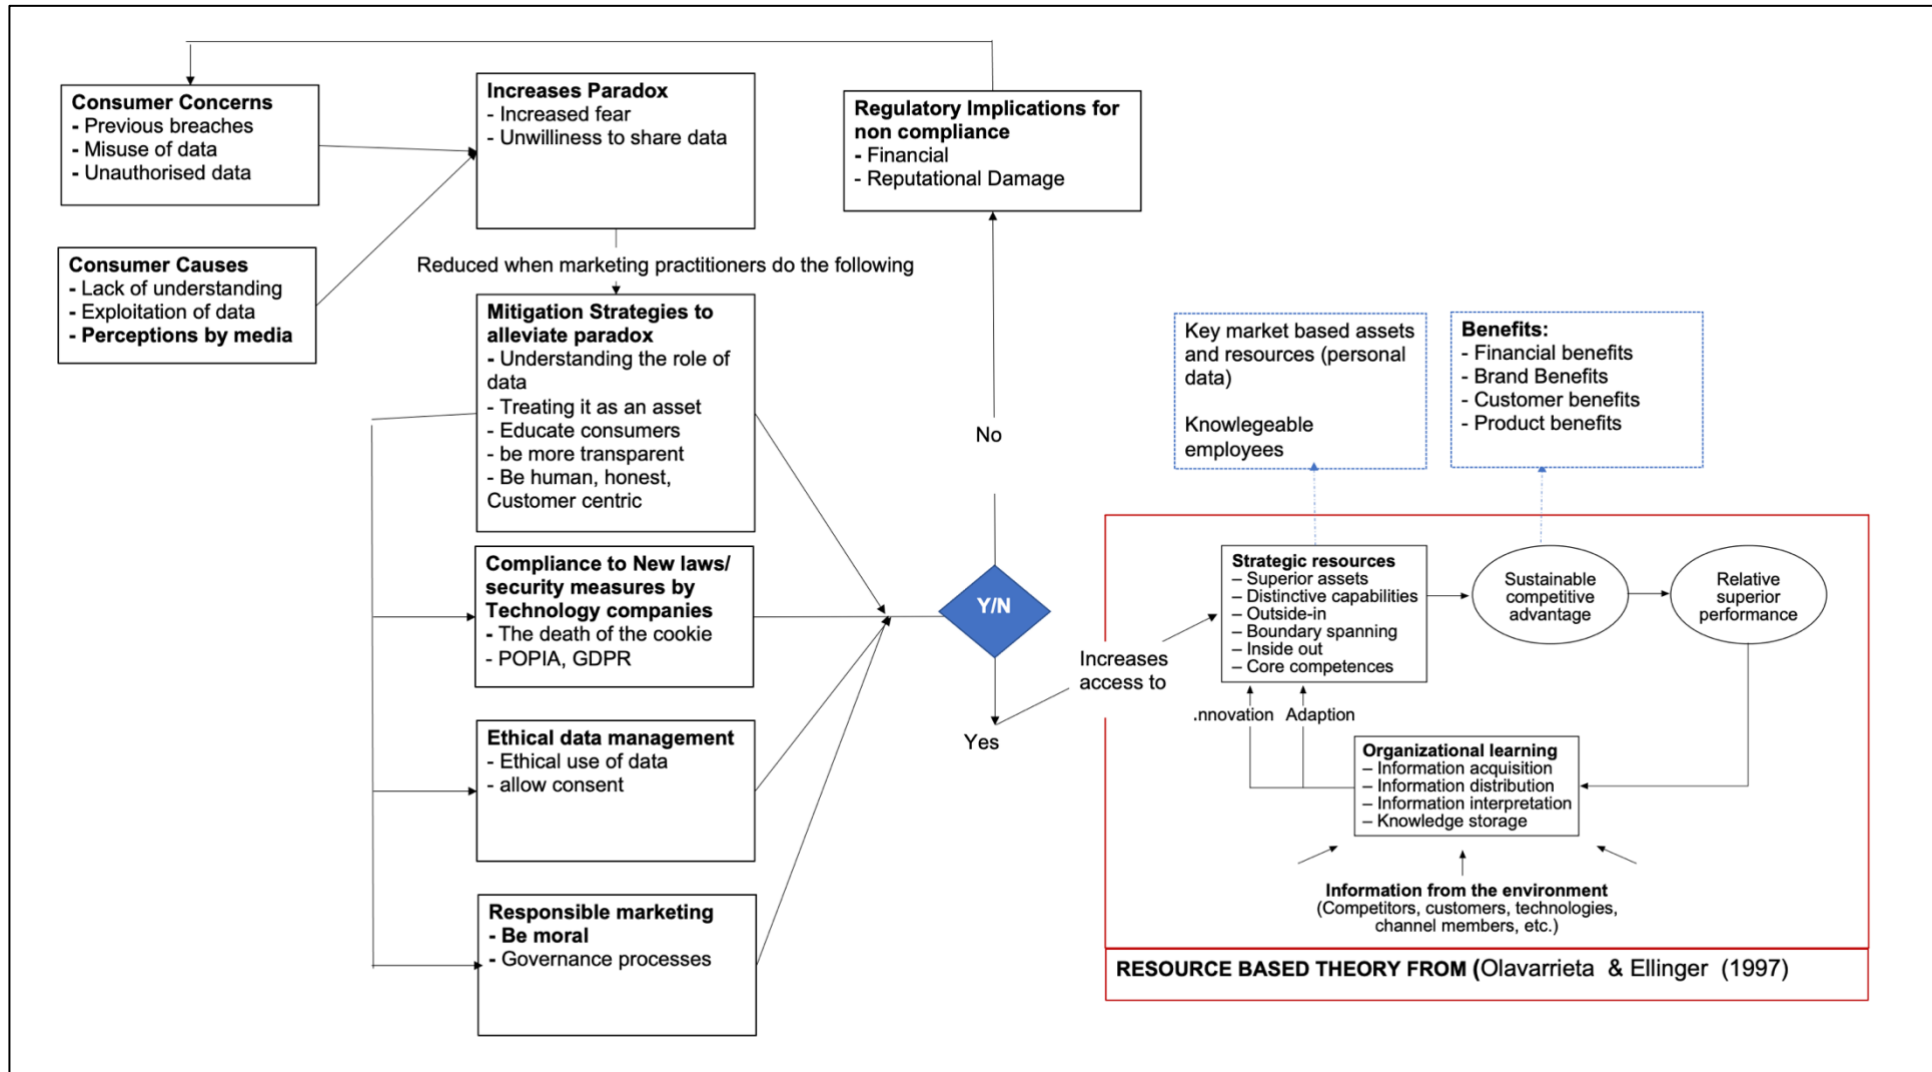 Consumer Concerns
- Previous breaches
- Misuse of data
- Unauthorised data
Increases Paradox
- Increased fear
- Unwilliness to share data
Regulatory Implications for
non compliance
- Financial
- Reputational Damage
Consumer Causes
- Lack of understanding
- Exploitation of data
- Perceptions by media
Reduced when marketing practitioners do the following
Mitigation Strategies to
alleviate paradox
- Understanding the role of
data
- Treating it as an asset
- Educate consumers
- be more transparent
- Be human, honest,
Customer centric
Compliance to New laws/
security measures by
Technology companies
- The death of the cookie
- POPIA, GDPR
Ethical data management
- Ethical use of data
- allow consent
Responsible marketing
- Be moral
- Governance processes
No
Y/N
Yes
Increases
access to
Key market based assets
and resources (personal
data)
Knowlegeable
employees
Benefits:
- Financial benefits
- Brand Benefits
- Customer benefits
- Product benefits
Strategic resources
– Superior assets
– Distinctive capabilities
– Outside-in
– Boundary spanning
– Inside out
– Core competences
Sustainable
competitive
advantage
Relative
superior
performance
.nnovation Adaption
Organizational learning
– Information acquisition
– Information distribution
– Information interpretation
– Knowledge storage
Information from the environment
(Competitors, customers, technologies,
channel members, etc.)
RESOURCE BASED THEORY FROM (Olavarrieta & Ellinger (1997)